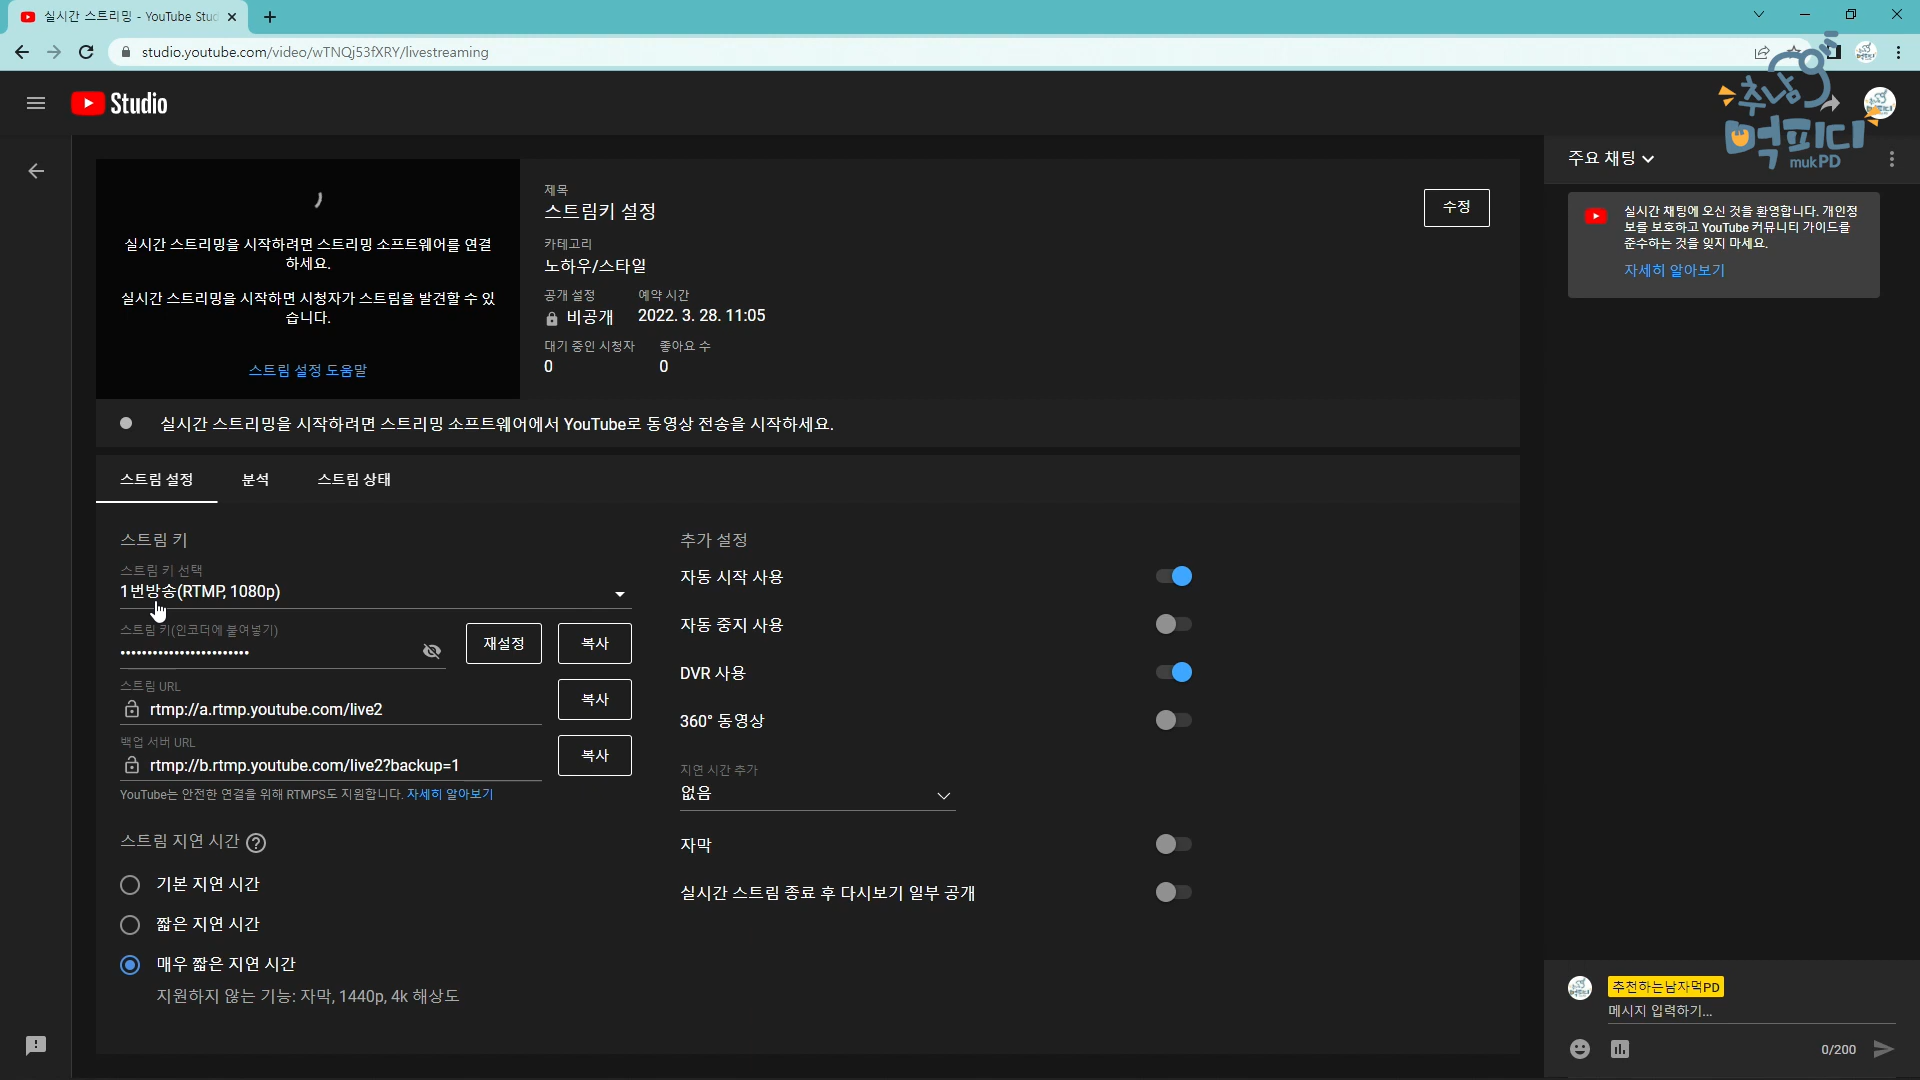 실시간 스트리밍 - YouTube Stud
studio.youtube.com/video/wTNQj53fXRY/livestreaming
Studio
추남
먹피디
mukPD
실시간 스트리밍을 시작하려면 스트리밍 소프트웨어를 연결
하세요.
실시간 스트리밍을 시작하면 시청자가 스트림을 발견할 수 있
습니다.
스트림 설정 도움말
제목
스트림키 설정
수정
카테고리
노하우/스타일
공개 설정 예약 시간
비공개 2022. 3. 28. 11:05
대기 중인 시청자 좋아요 수
0 0
실시간 스트리밍을 시작하려면 스트리밍 소프트웨어에서 YouTube로 동영상 전송을 시작하세요.
스트림 설정 분석 스트림 상태
스트림 키
스트림 키 선택
1번방송(RTMP, 1080p)
스트림 키(인코더에 붙여넣기)
재설정 복사
스트림 URL
rtmp://a.rtmp.youtube.com/live2
복사
백업 서버 URL
rtmp://b.rtmp.youtube.com/live2?backup=1
복사
YouTube는 안전한 연결을 위해 RTMPS도 지원합니다. 자세히 알아보기
스트림 지연 시간
기본 지연 시간
짧은 지연 시간
매우 짧은 지연 시간
지원하지 않는 기능: 자막, 1440p, 4k 해상도
추가 설정
자동 시작 사용
자동 중지 사용
DVR 사용
360° 동영상
지연 시간 추가
없음
자막
실시간 스트림 종료 후 다시보기 일부 공개
주요 채팅
실시간 채팅에 오신 것을 환영합니다. 개인정
보를 보호하고 YouTube 커뮤니티 가이드를
준수하는 것을 잊지 마세요.
자세히 알아보기
추천하는남자먹PD
메시지 입력하기...
0/200